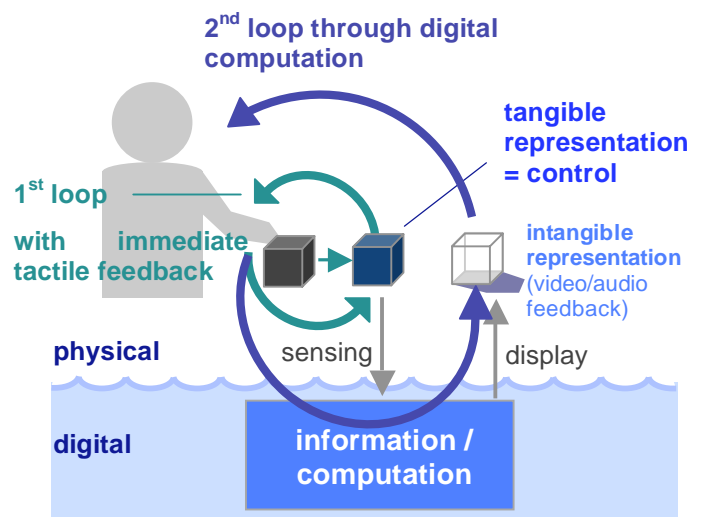 2nd loop through digital
computation
tangible
representation
= control
1st loop
with immediate
tactile feedback
intangible
representation
(video/audio
feedback)
physical
sensing
display
digital
information /
computation